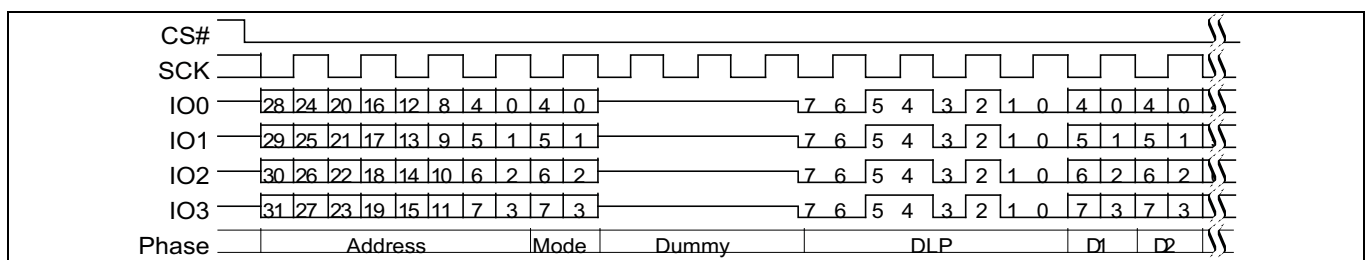 CS#
SCK
IO0 28 24 20 16 12 8 4 0 4 0 7 6 5 4 3 2 1 0 4 0 4 0
IO1 29 25 21 17 13 9 5 1 5 1 7 6 5 4 3 2 1 0 5 1 5 1
IO2 30 26 22 18 14 10 6 2 6 2 7 6 5 4 3 2 1 0 6 2 6 2
IO3 31 27 23 19 15 11 7 3 7 3 7 6 5 4 3 2 1 0 7 3 7 3
Phase Address Mode Dummy DLP D1 D2